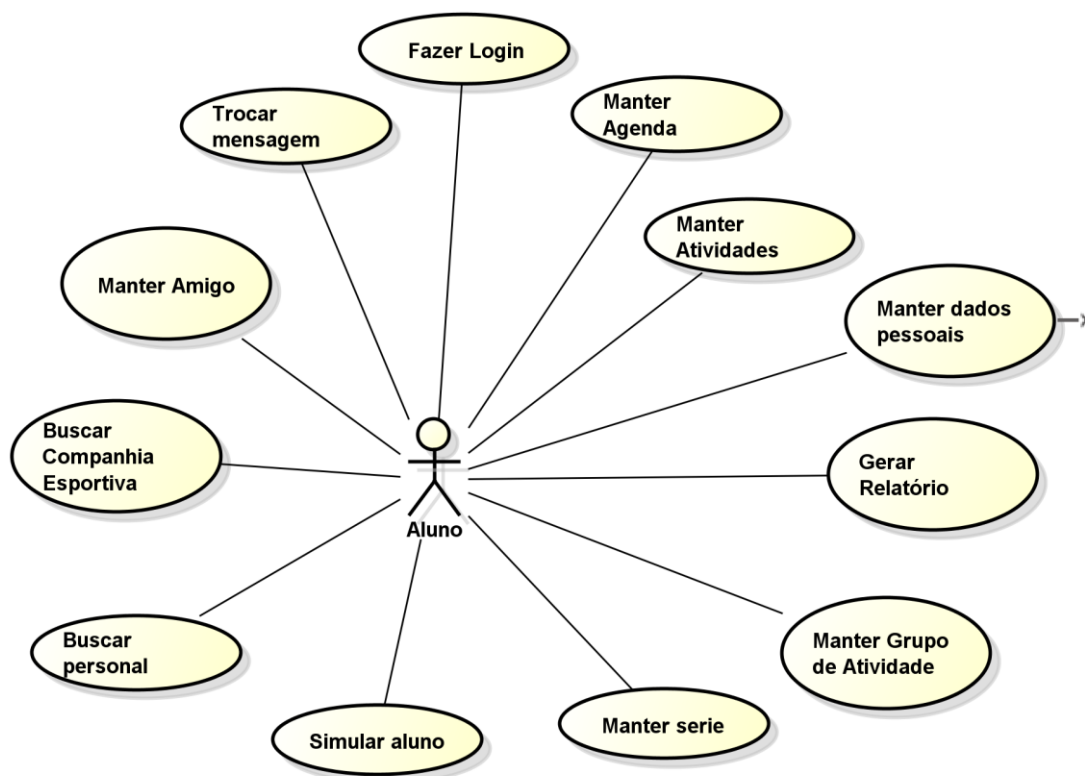 Fazer Login
Trocar
mensagem
Manter
Agenda
Manter
Atividades
Manter Amigo
Manter dados
pessoais
Buscar
Companhia
Esportiva
Gerar
Relatório
Aluno
Buscar
personal
Manter Grupo
de Atividade
Simular aluno
Manter serie